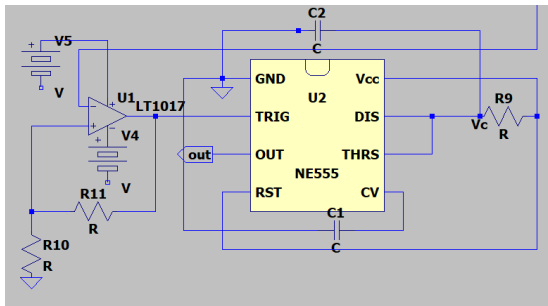 C2
C
V5
V
U1
LT1017
V4
V
R11
R
R10
R
GND
Vcc
U2
TRIG
DIS
OUT
THRS
NE555
RST
CV
out
C1
C
R9
R
Vc